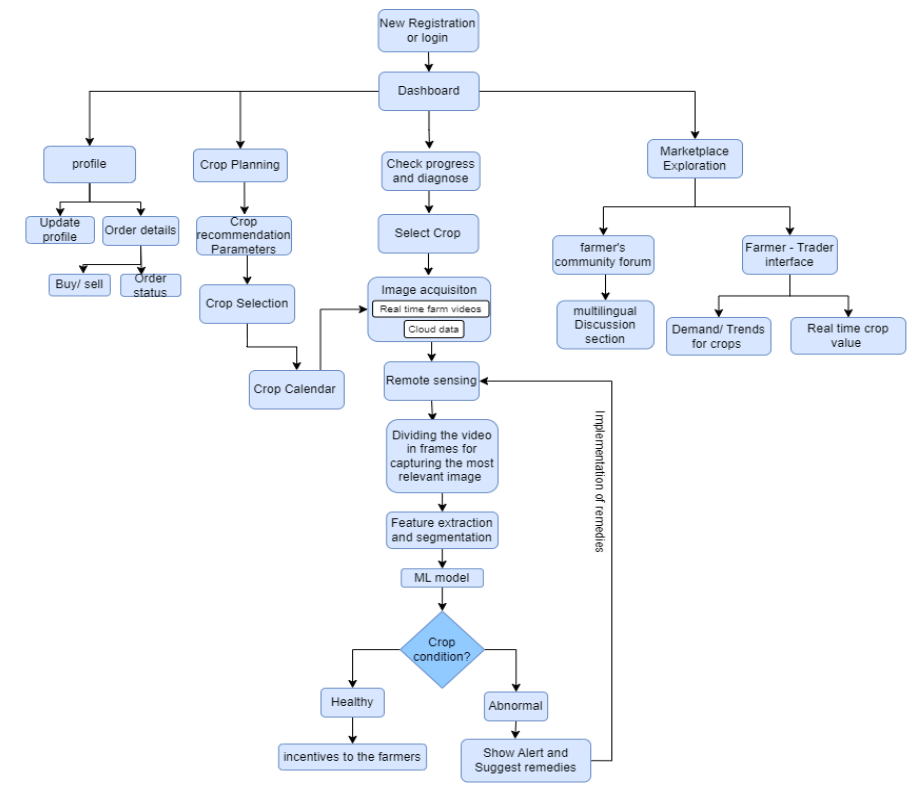 New Registration
or login
Dashboard
profile
Crop Planning
Check progress
and diagnose
Marketplace
Exploration
Update
profile
Order details
Crop
recommendation
Parameters
Select Crop
farmer's
community forum
Farmer - Trader
interface
Buy/ sell
Order
status
Crop Selection
Image acquisiton
Real time farm videos
Cloud data
multilingual
Discussion
section
Demand/ Trends
for crops
Real time crop
value
Crop Calendar
Remote sensing
Implementation of remedies
Dividing the video
in frames for
capturing the most
relevant image
Feature extraction
and segmentation
ML model
Crop
condition?
Healthy
Abnormal
incentives to the farmers
Show Alert and
Suggest remedies